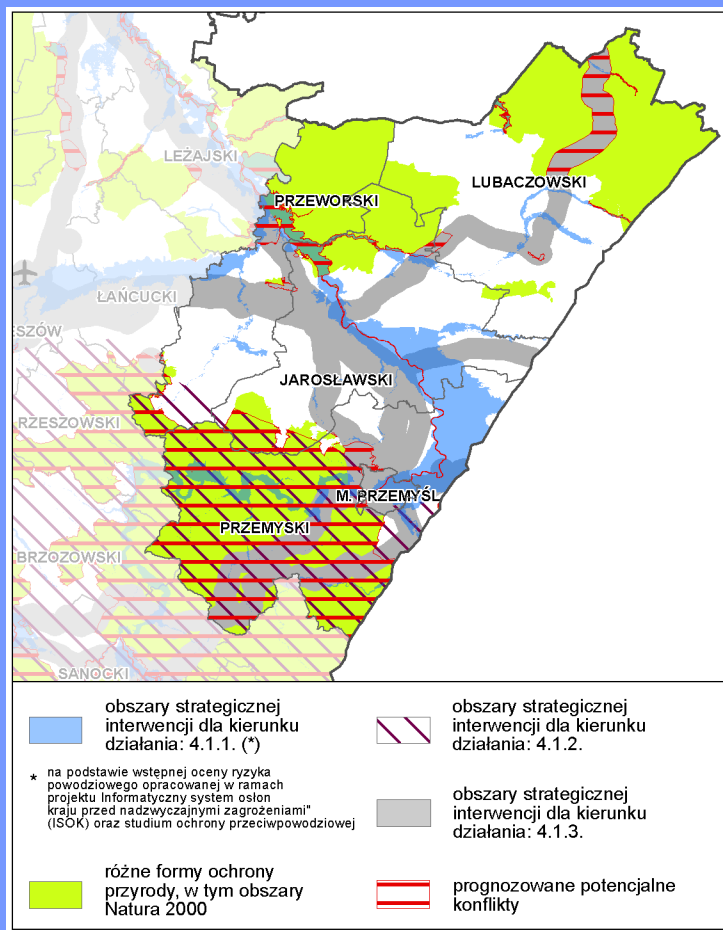 LEŻAJSKI
LUBACZOWSKI
PRZEWORSKI
ŁAŃCUCKI
ESZÓW
JAROSŁAWSKI
RZESZOWSKI
M. PRZEMYŚL
PRZEMYSKI
BRZOZOWSKI
SANOCKI
obszary strategicznej
interwencji dla kierunku
działania: 4.1.1. (*)
* na podstawie wstępnej oceny ryzyka
powodziowego opracowanej w ramach
projektu Informatyczny system osłon
kraju przed nadzwyczajnymi zagrożeniami"
(ISOK) oraz studium ochrony przeciwpowodziowej
różne formy ochrony
przyrody, w tym obszary
Natura 2000
obszary strategicznej
interwencji dla kierunku
działania: 4.1.2.
obszary strategicznej
interwencji dla kierunku
działania: 4.1.3.
prognozowane potencjalne
konflikty